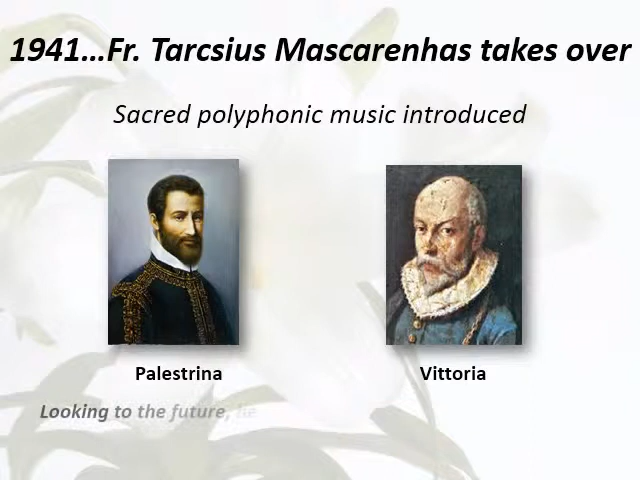 1941...Fr. Tarcsius Mascarenhas takes over
Sacred polyphonic music introduced
Palestrina
Vittoria
Looking to the future,